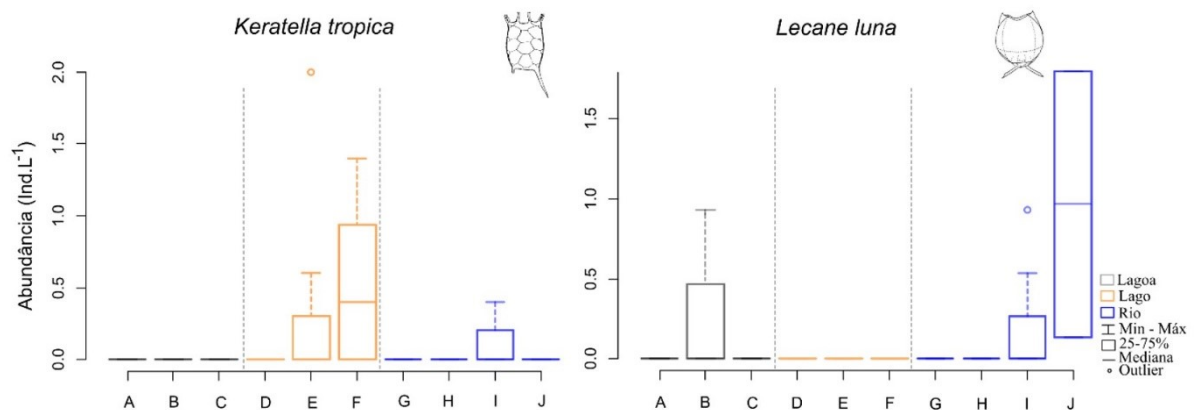 Keratella tropica
Abundância (Ind.L-1)
2.0
1.5
1.0
0.5
0.0
A B C D E F G H I J
Lecane luna
1.5
1.0
0.5
0.0
A B C D E F G H I J
Lagoa
Lago
Rio
Min - Máx
25-75%
Mediana
Outlier